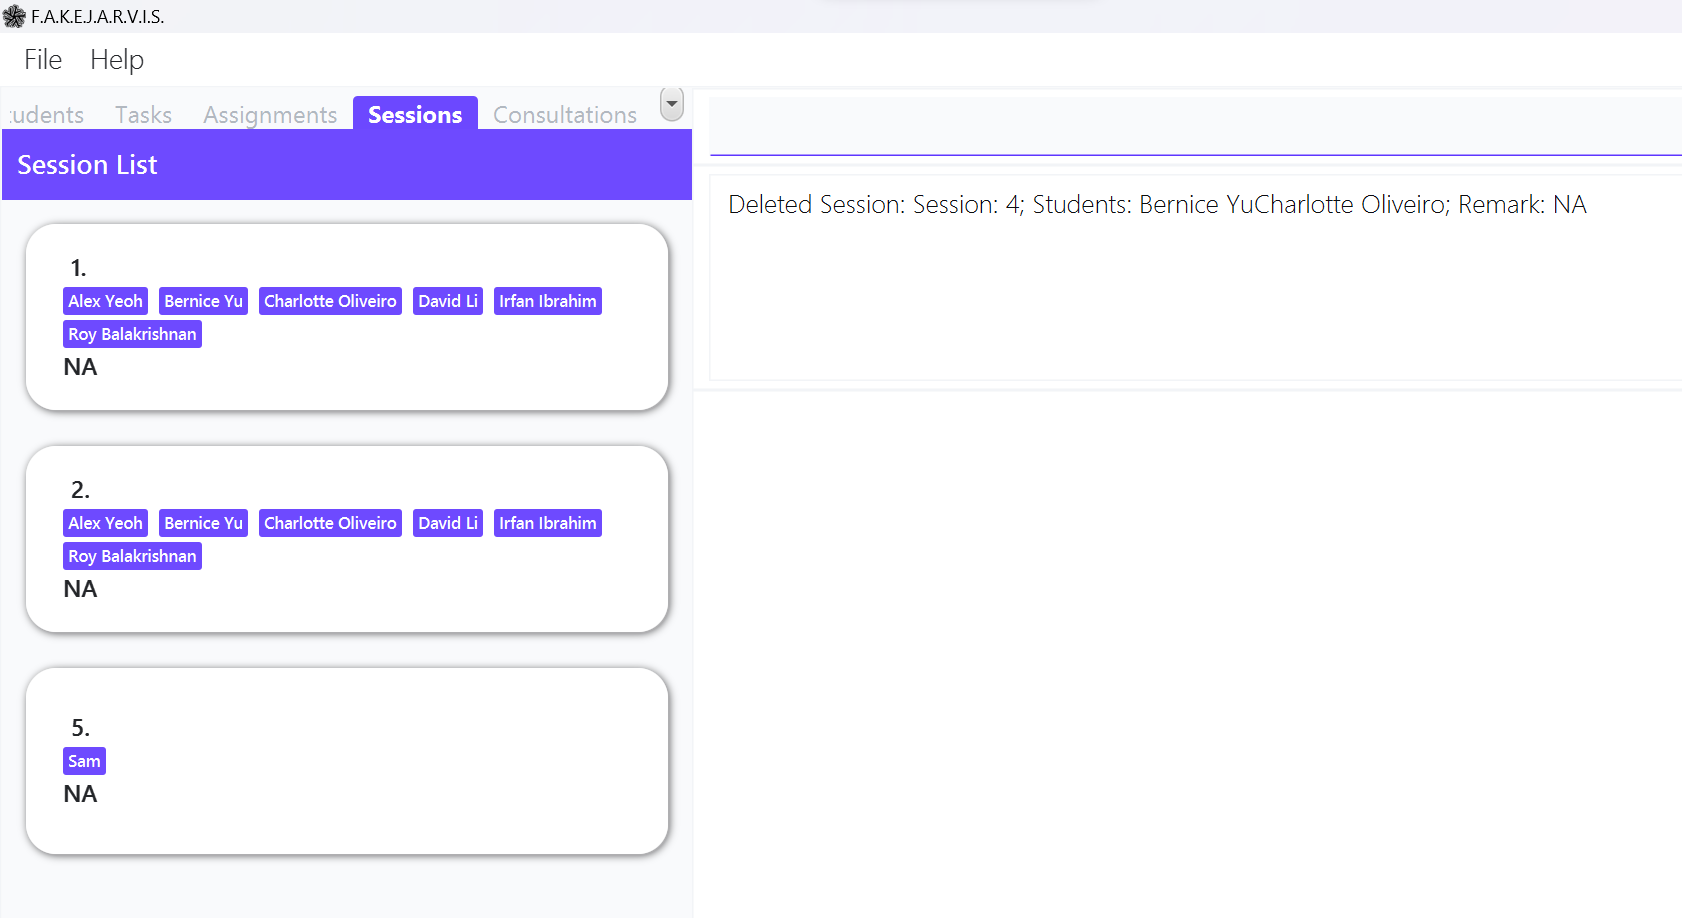 F.A.K.E.J.A.R.V.I.S.
File Help
tudents Tasks Assignments Sessions Consultations
Session List
1.
Alex Yeoh Bernice Yu Charlotte Oliveiro David Li Irfan Ibrahim
Roy Balakrishnan
NA
2.
Alex Yeoh Bernice Yu Charlotte Oliveiro David Li Irfan Ibrahim
Roy Balakrishnan
NA
5.
Sam
NA
Deleted Session: Session: 4; Students: Bernice YuCharlotte Oliveiro; Remark: NA